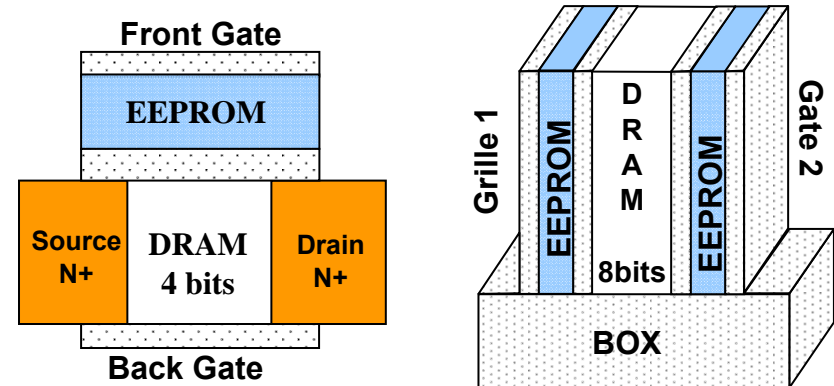 Front Gate
EEPROM
Source
N+
DRAM
4 bits
Drain
N+
Back Gate
Grille 1
EEPROM
D
R
A
M
8bits
EEPROM
Gate 2
BOX